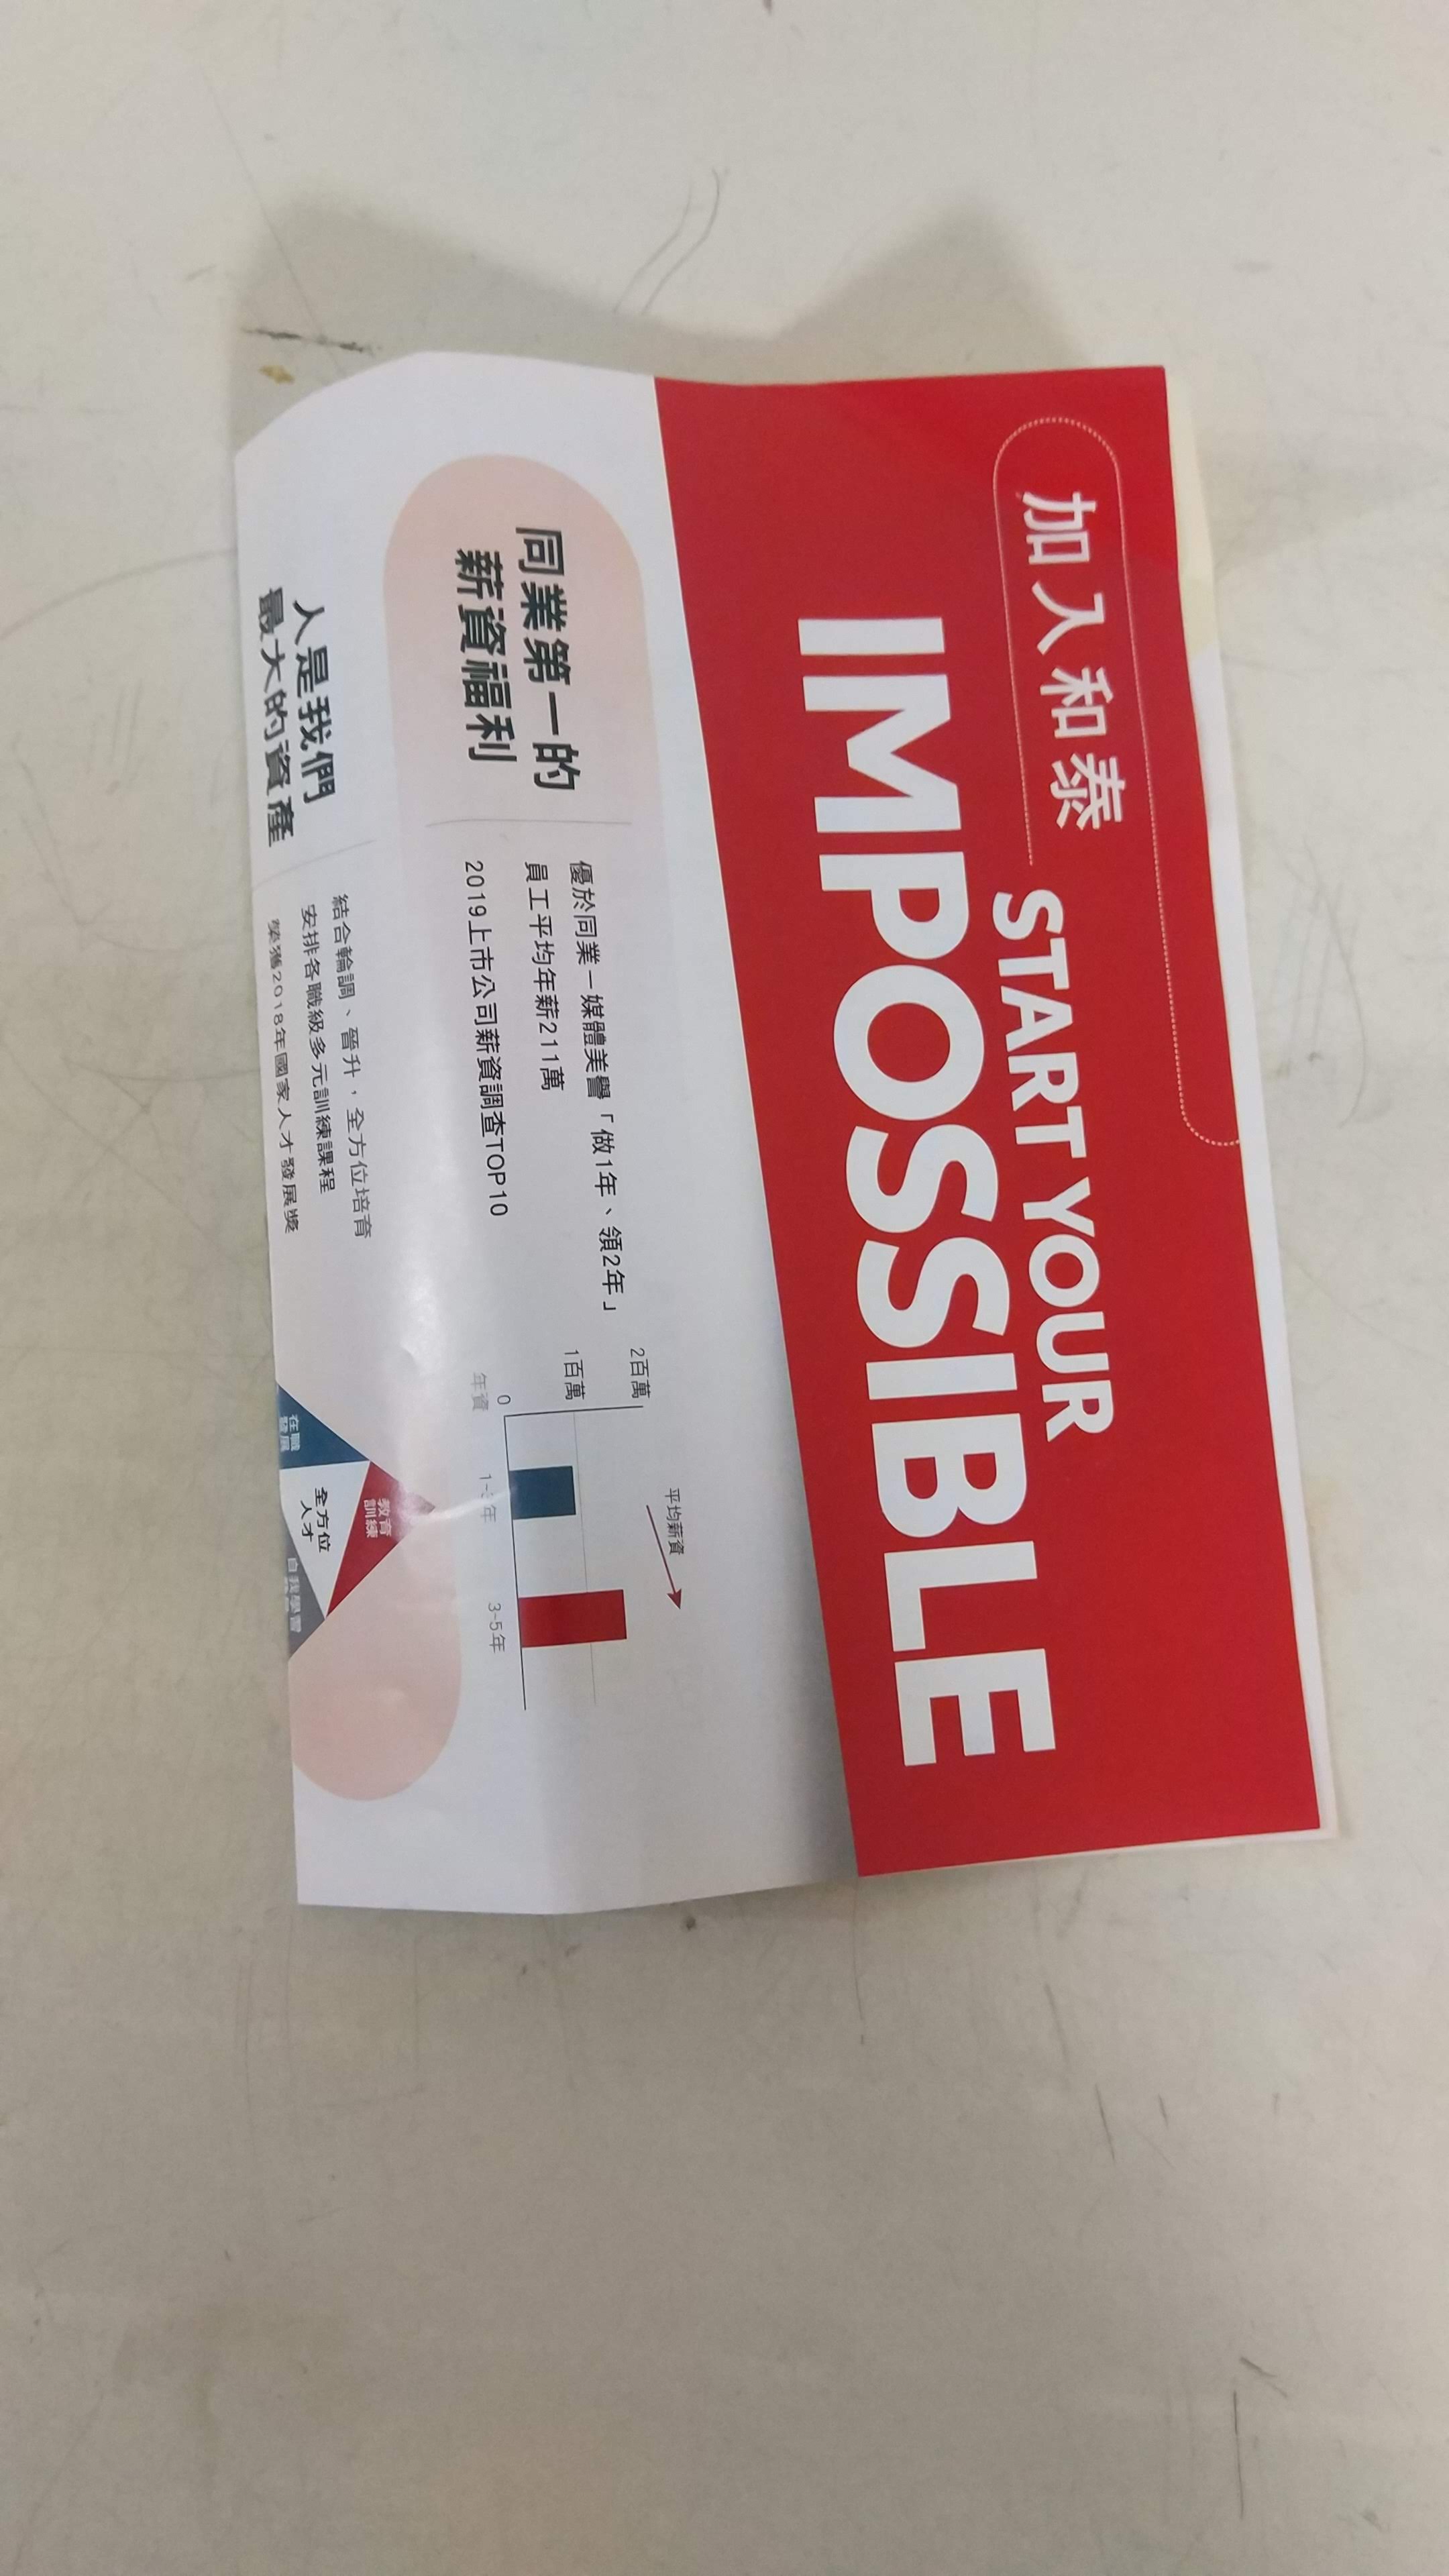 加入和泰
START YOUR
IMPOSSIBLE
同業第一的
薪資福利
優於同業－媒體美譽「做1年、領2年」
員工平均年薪211萬
2019上市公司薪資調查TOP10
平均薪資
2百萬
1百萬
0
年資
3~5年
人是我們
最大的資產
結合輪調、晉升，全方位培育
安排各職級多元訓練課程
榮獲2018年國家人才發展獎
教育
訓練
在職
發展
全方位
人才
自我學習